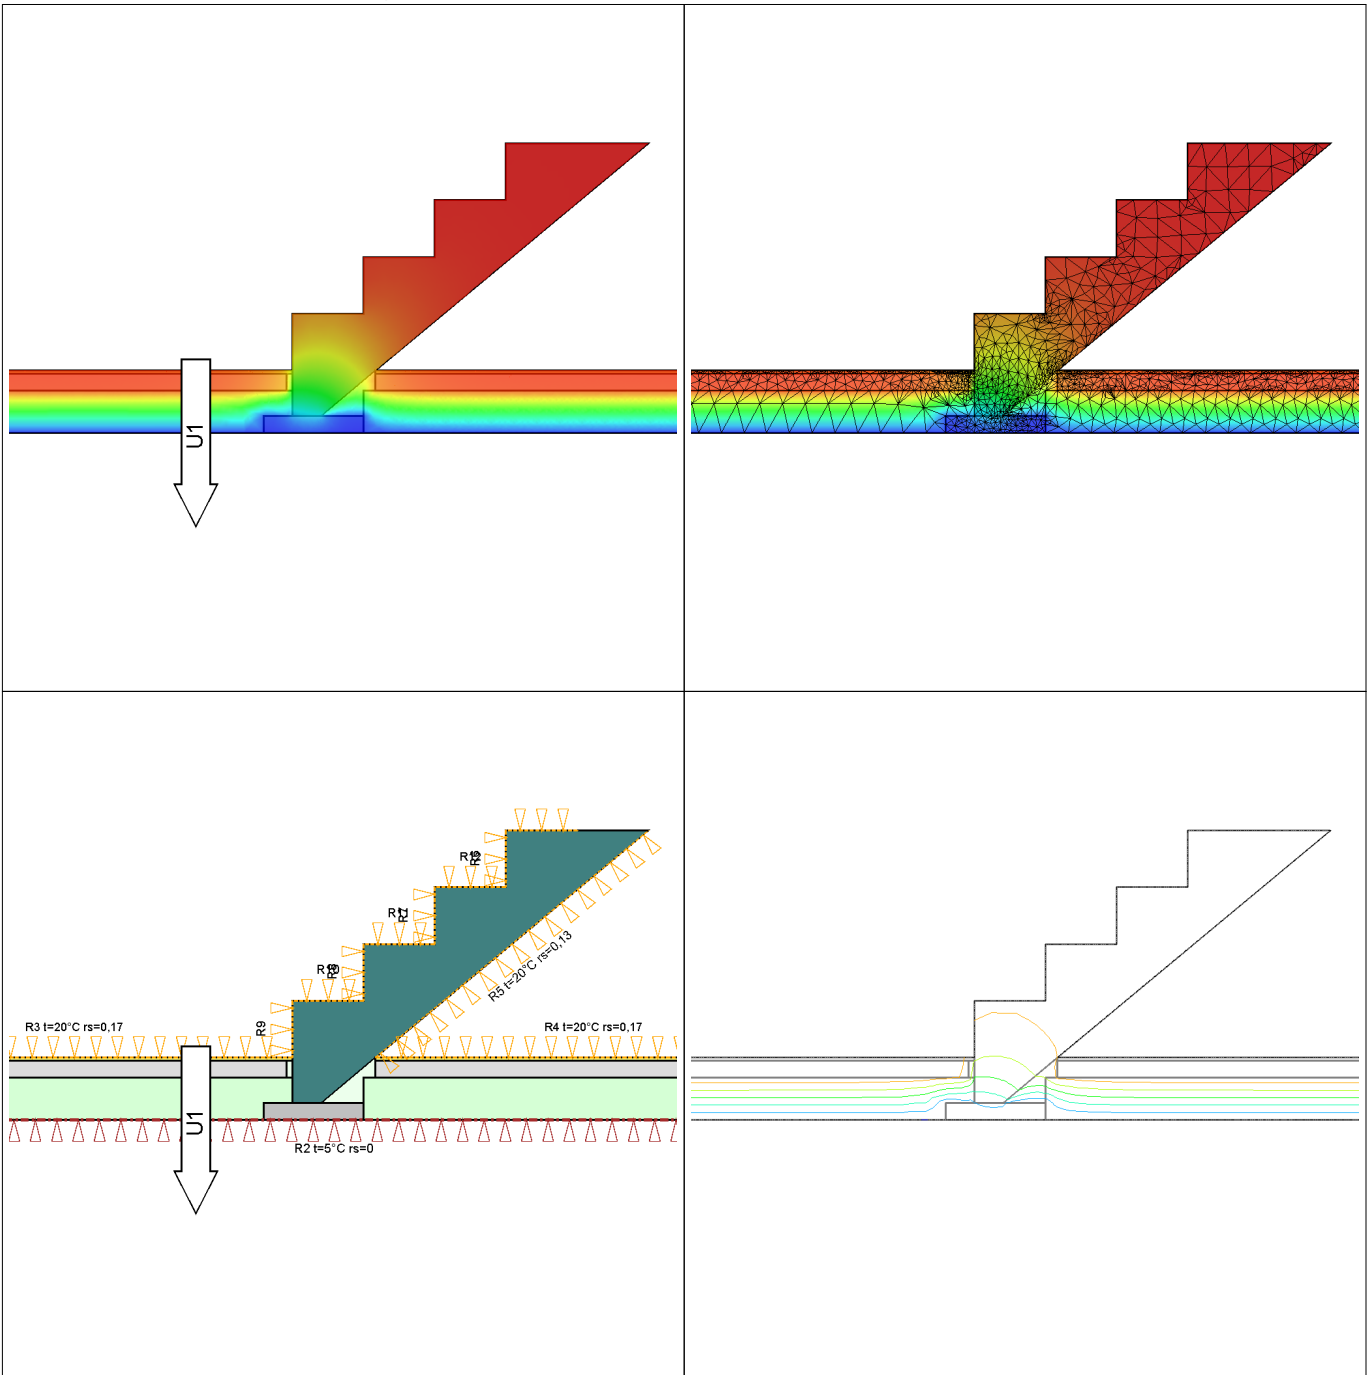 U1
R9
R3 t=20°C rs=0,17
R4 t=20°C rs=0,17
R5 t=20°C rs=0,13
U1
R2 t=5°C rs=0